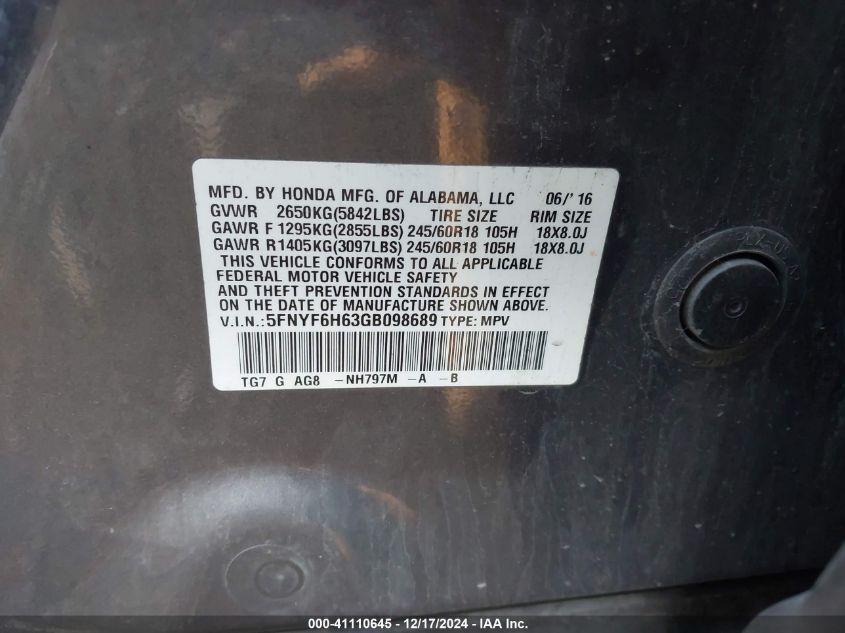 MFD. BY HONDA MFG. OF ALABAMA, LLC 06/'16
GVWR 2650KG(5842LBS) TIRE SIZE RIM SIZE
GAWR F 1295KG(2855LBS) 245/60R18 105H 18X8.0J
GAWR R1405KG(3097LBS) 245/60R18 105H 18X8.0J
THIS VEHICLE CONFORMS TO ALL APPLICABLE
FEDERAL MOTOR VEHICLE SAFETY
AND THEFT PREVENTION STANDARDS IN EFFECT
ON THE DATE OF MANUFACTURE SHOWN ABOVE.
V.I.N.:5FNYF6H63GB098689 TYPE: MPV
TG7 G AG8 -NH797M -A -B
000-41110645 - 12/17/2024 - IAA, Inc.